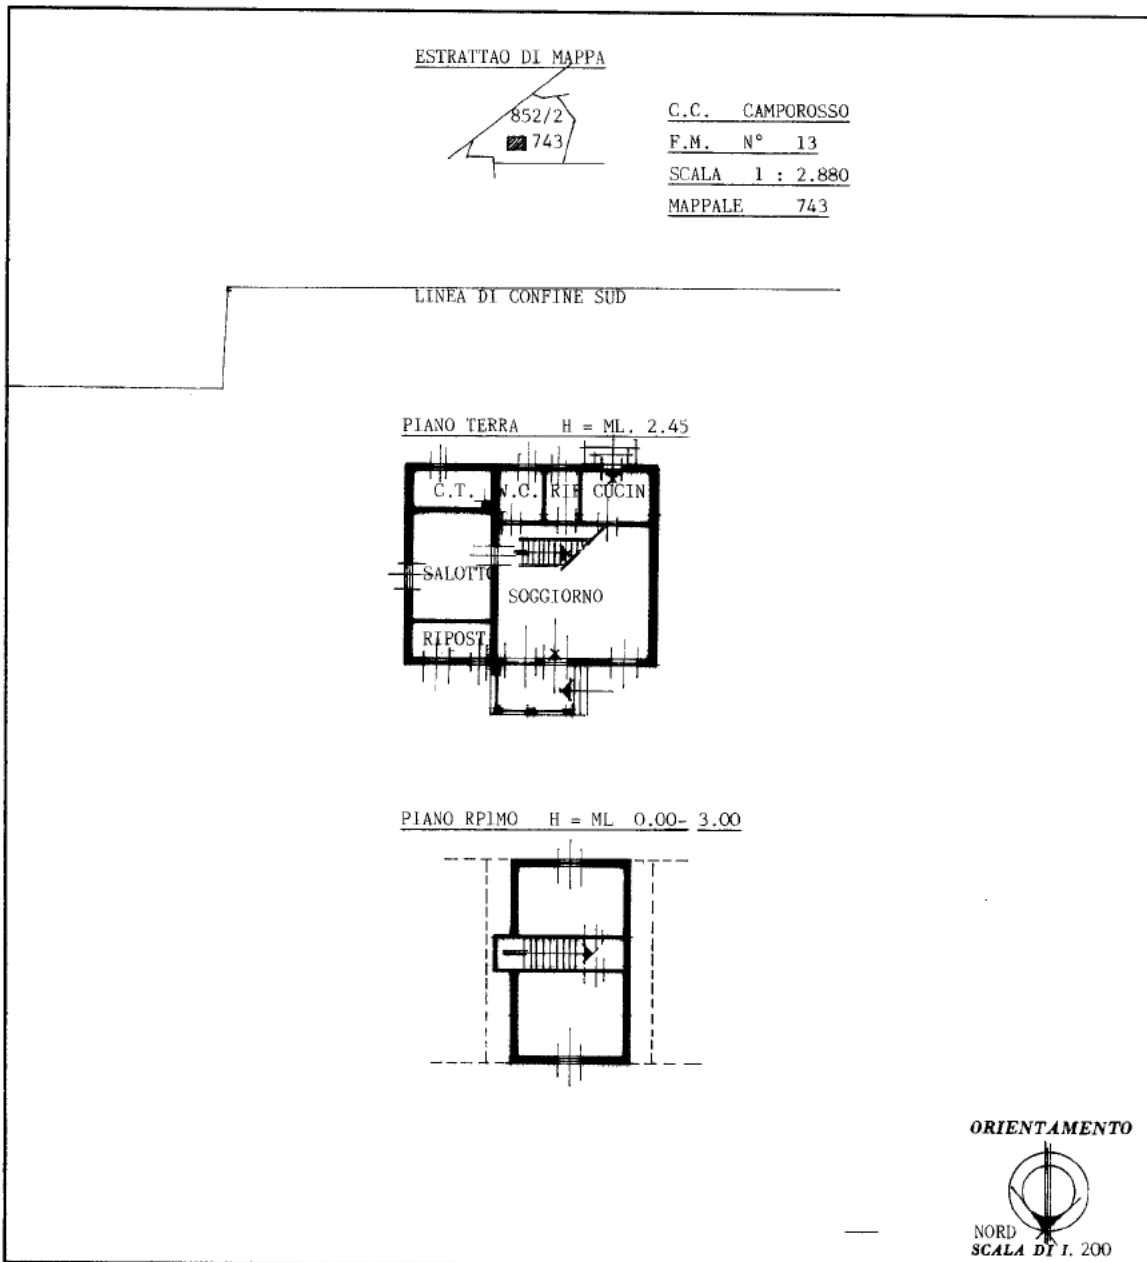 ESTRATTAO DI MAPPA
852/2
743
C.C. CAMPOROSSO
F.M. N° 13
SCALA 1 : 2.880
MAPPALE 743
LINEA DI CONFINE SUD
PIANO TERRA H = ML. 2.45
C.T. W.C. RIP CUCIN
SALOTTO
SOGGIORNO
RIPOST
PIANO RPIMO H = ML 0.00- 3.00
ORIENTAMENTO
NORD
SCALA DI 1. 200